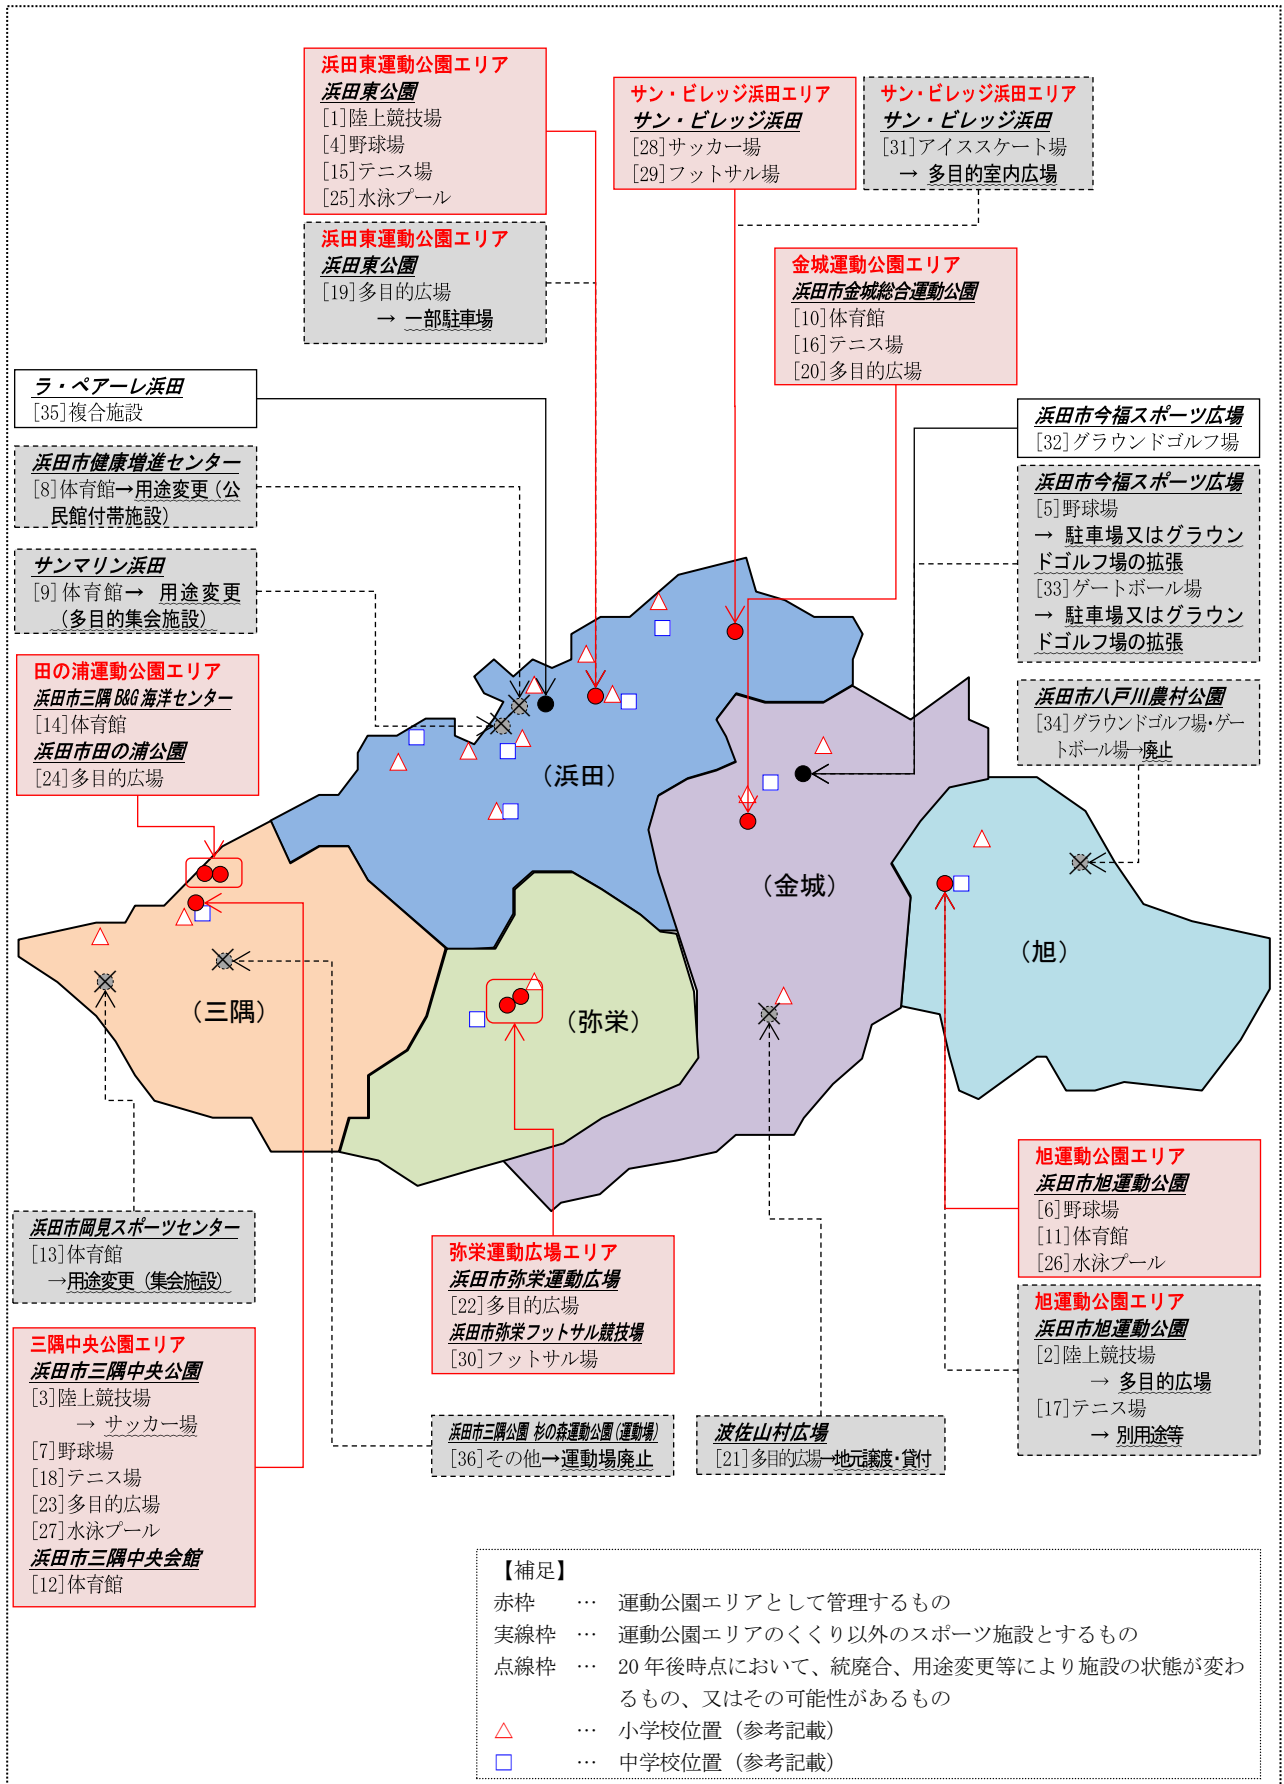 浜田東運動公園エリア
浜田東公園
[1]陸上競技場
[4]野球場
[15]テニス場
[25]水泳プール
浜田東運動公園エリア
浜田東公園
[19]多目的広場
→ 一部駐車場
サン・ビレッジ浜田エリア
サン・ビレッジ浜田
[28]サッカー場
[29]フットサル場
サン・ビレッジ浜田エリア
サン・ビレッジ浜田
[31]アイススケート場
→ 多目的室内広場
金城運動公園エリア
浜田市金城総合運動公園
[10]体育館
[16]テニス場
[20]多目的広場
ラ・ペアーレ浜田
[35]複合施設
浜田市健康増進センター
[8]体育館→用途変更（公
民館付帯施設）
サンマリン浜田
[9]体育館→ 用途変更
（多目的集会施設）
田の浦運動公園エリア
浜田市三隅B&G海洋センター
[14]体育館
浜田市田の浦公園
[24]多目的広場
浜田市今福スポーツ広場
[32]グラウンドゴルフ場
浜田市今福スポーツ広場
[5]野球場
→ 駐車場又はグラウン
ドゴルフ場の拡張
[33]ゲートボール場
→ 駐車場又はグラウン
ドゴルフ場の拡張
浜田市八戸川農村公園
[34]グラウンドゴルフ場・ゲー
トボール場→廃止
（浜田）
（金城）
（旭）
（三隅）
（弥栄）
浜田市岡見スポーツセンター
[13]体育館
→用途変更（集会施設）
三隅中央公園エリア
浜田市三隅中央公園
[3]陸上競技場
→ サッカー場
[7]野球場
[18]テニス場
[23]多目的広場
[27]水泳プール
浜田市三隅中央会館
[12]体育館
弥栄運動広場エリア
浜田市弥栄運動広場
[22]多目的広場
浜田市弥栄フットサル競技場
[30]フットサル場
浜田市三隅公園 杉の森運動公園（運動場）
[36]その他→運動場廃止
波佐山村広場
[21]多目的広場→地元譲度・貸付
旭運動公園エリア
浜田市旭運動公園
[6]野球場
[11]体育館
[26]水泳プール
旭運動公園エリア
浜田市旭運動公園
[2]陸上競技場
→ 多目的広場
[17]テニス場
→ 別用途等
【補足】
赤枠 … 運動公園エリアとして管理するもの
実線枠 … 運動公園エリアのくくり以外のスポーツ施設とするもの
点線枠 … 20年後時点において、統廃合、用途変更等により施設の状態が変わ
るもの、又はその可能性があるもの
△ … 小学校位置（参考記載）
□ … 中学校位置（参考記載）